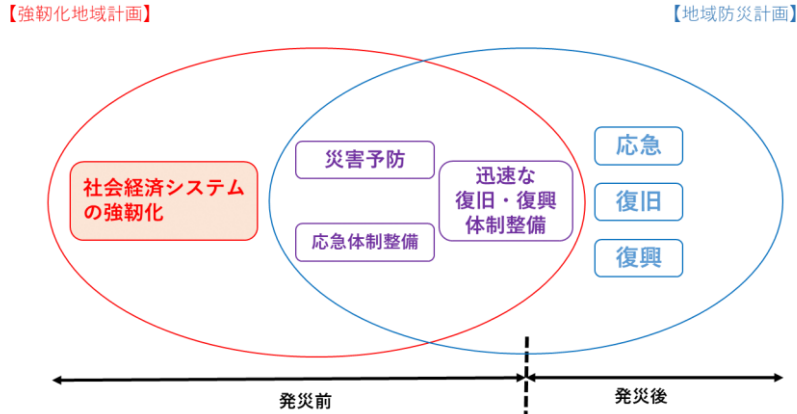 【強靭化地域計画】
【地域防災計画】
社会経済システム
の強靭化
災害予防
応急体制整備
迅速な
復旧・復興
体制整備
応急
復旧
復興
発災前
発災後